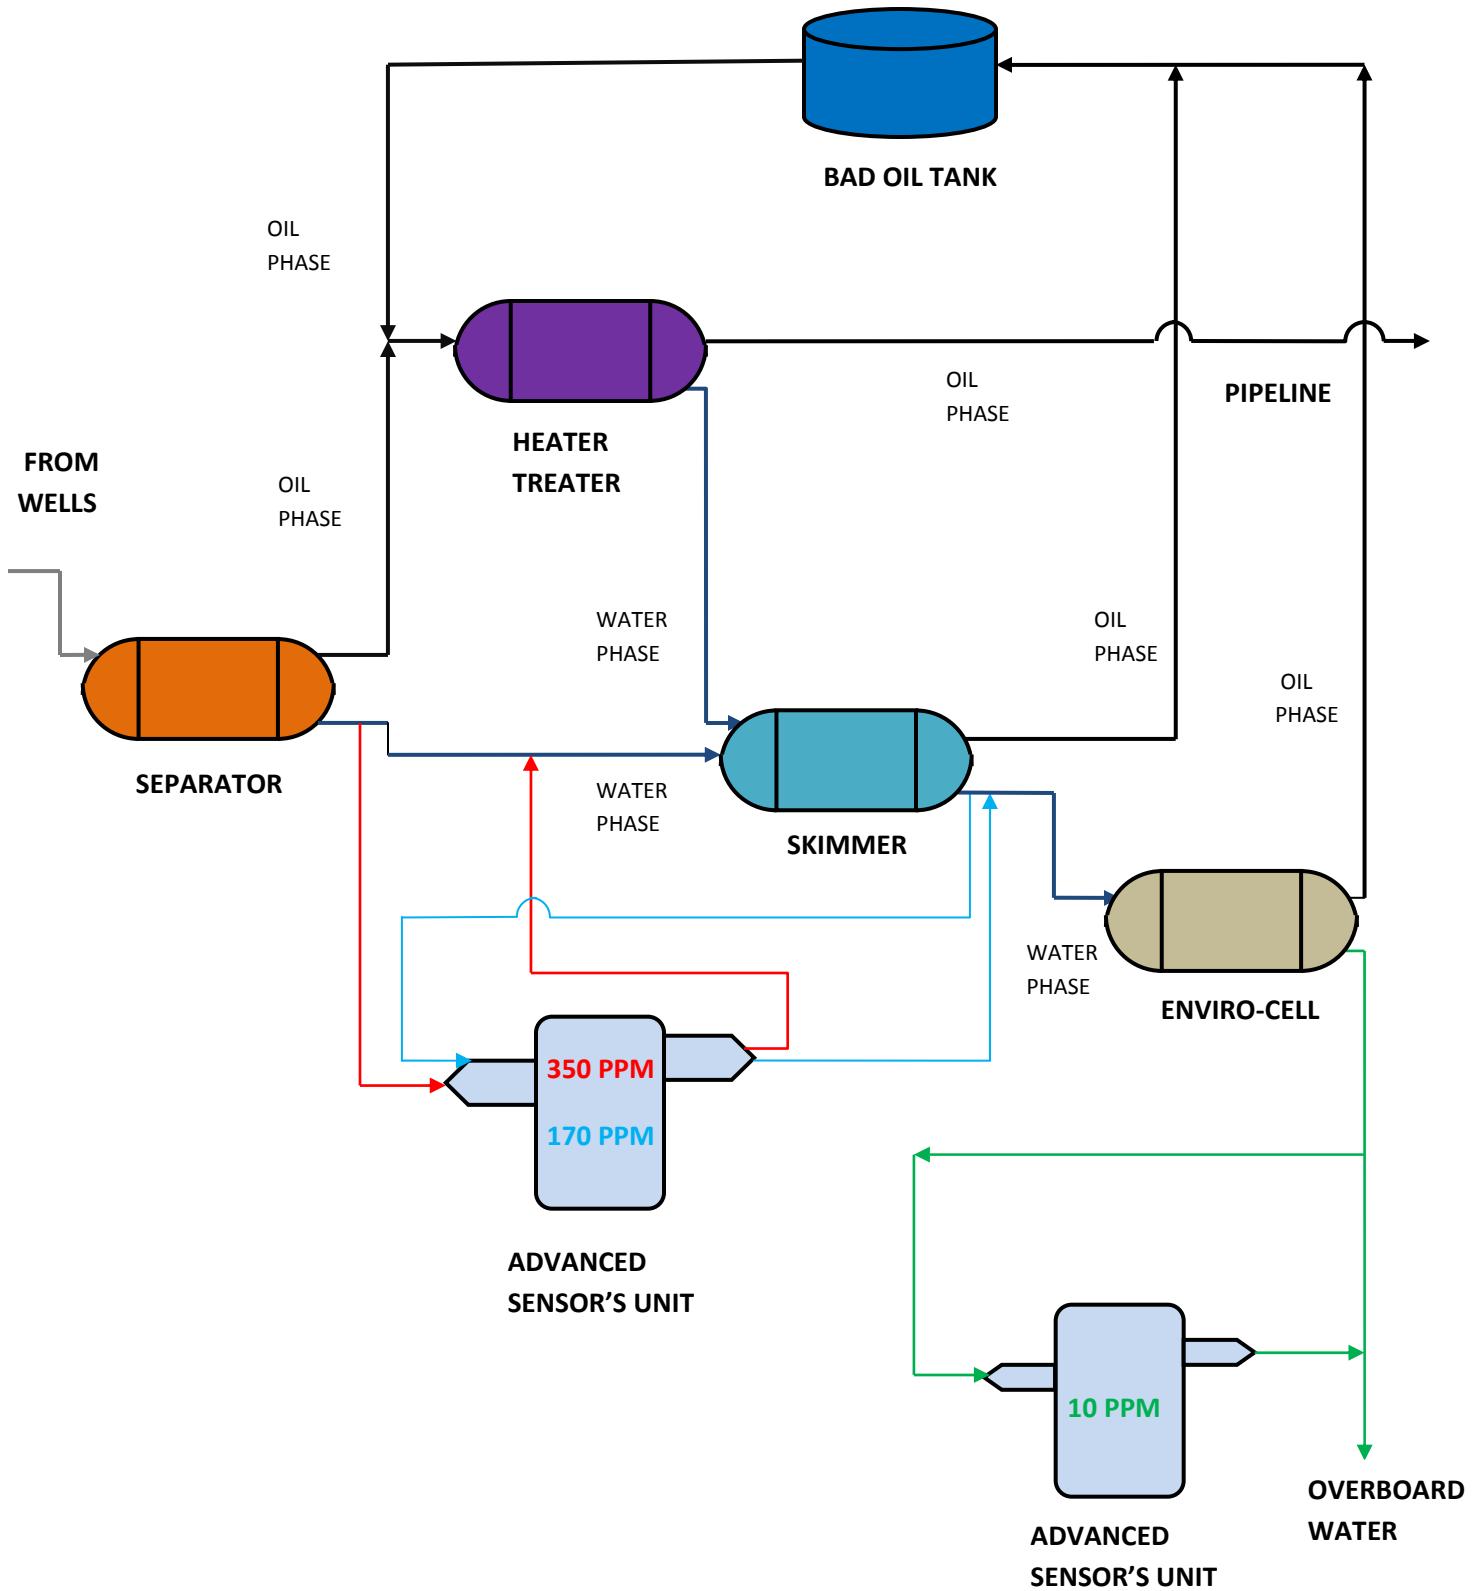 BAD OIL TANK
OIL
PHASE
OIL
PHASE
PIPELINE
HEATER
TREATER
FROM
WELLS
OIL
PHASE
WATER
PHASE
OIL
PHASE
OIL
PHASE
SEPARATOR
WATER
PHASE
SKIMMER
WATER
PHASE
ENVIRO-CELL
350 PPM
170 PPM
ADVANCED
SENSOR’S UNIT
10 PPM
OVERBOARD
WATER
ADVANCED
SENSOR’S UNIT